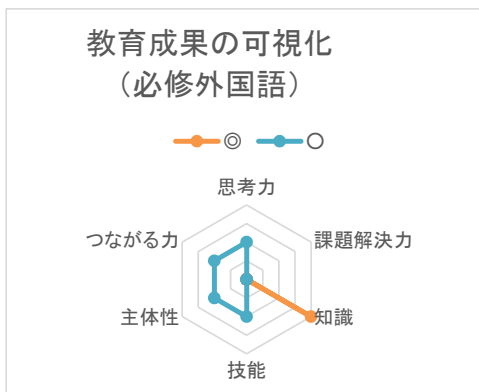 教育成果の可視化
（必修外国語）
◎ ○
思考力
つながる力 課題解決力
主体性 知識
技能